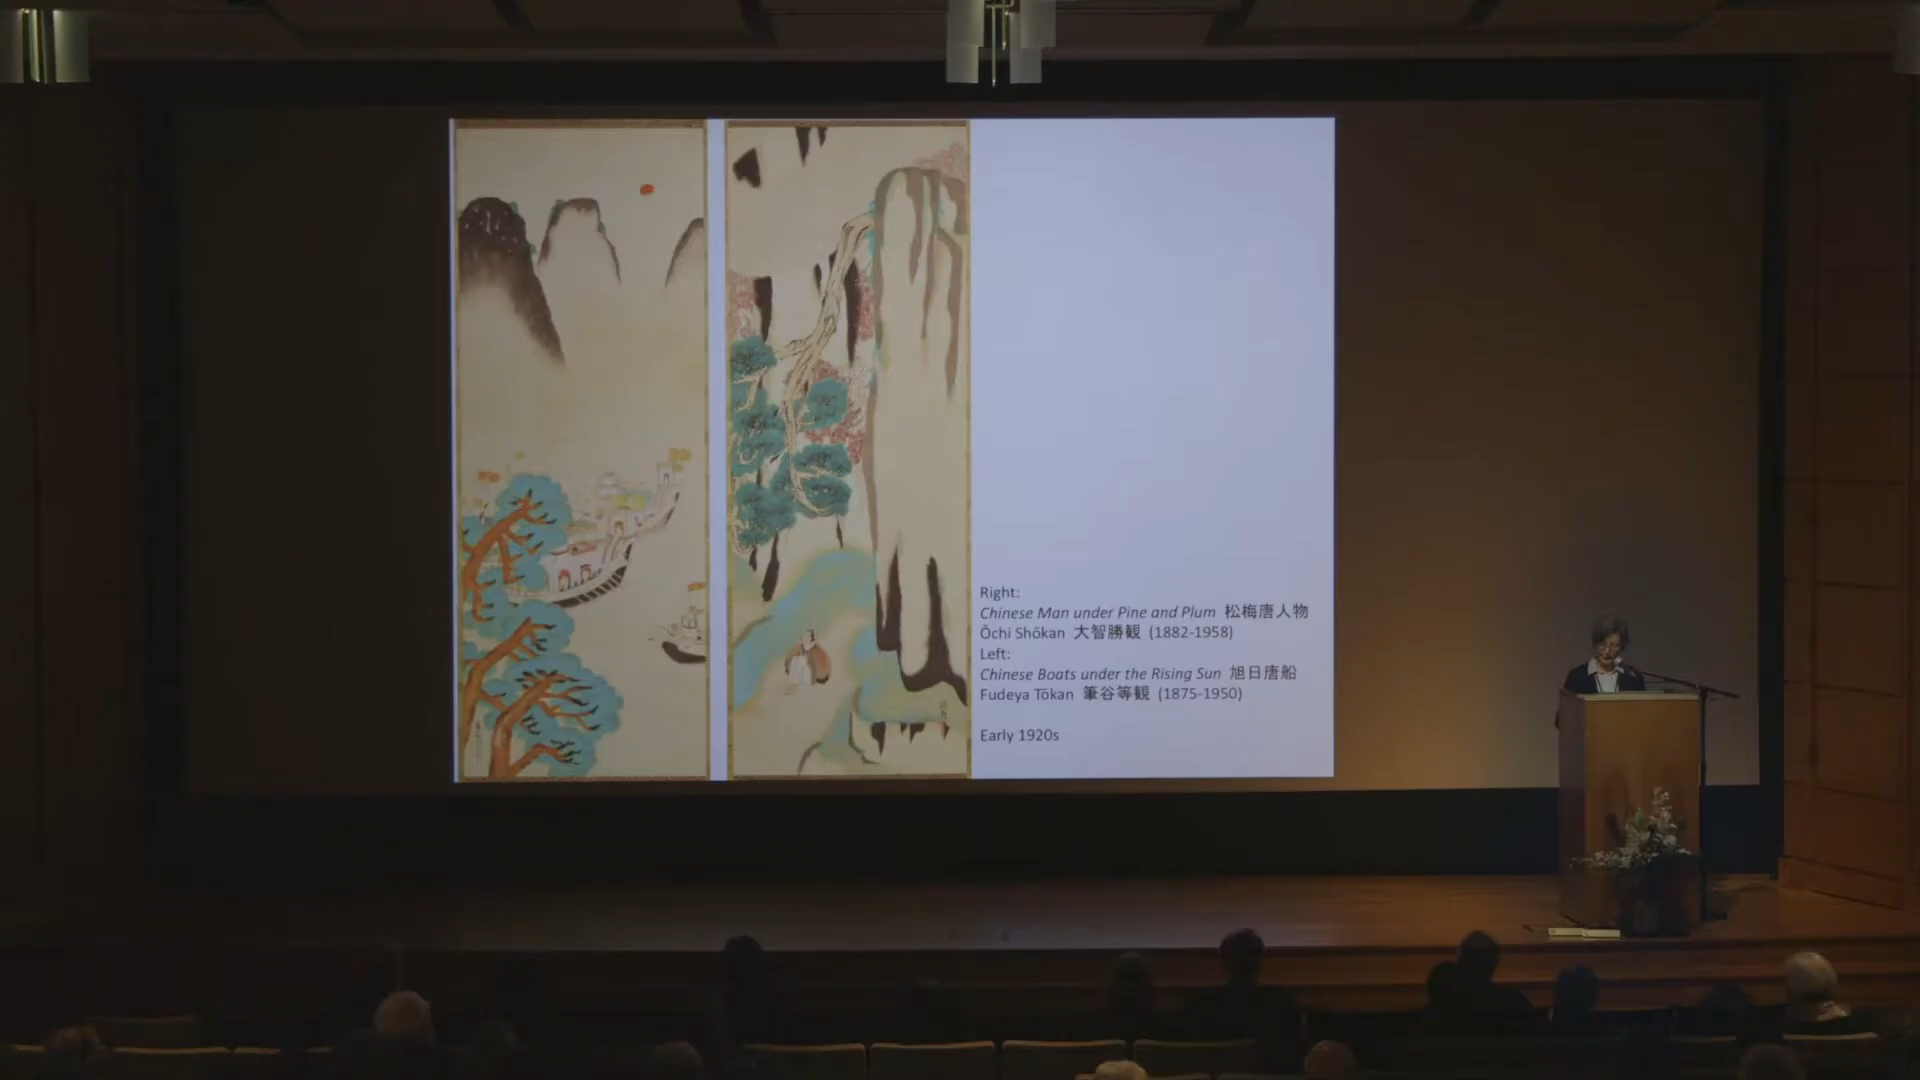 Right:
Chinese Man under Pine and Plum 松梅唐人物
Ōchi Shōkan 大智勝観 (1882-1958)
Left:
Chinese Boats under the Rising Sun 旭日唐船
Fudeya Tōkan 筆谷等観 (1875-1950)
Early 1920s